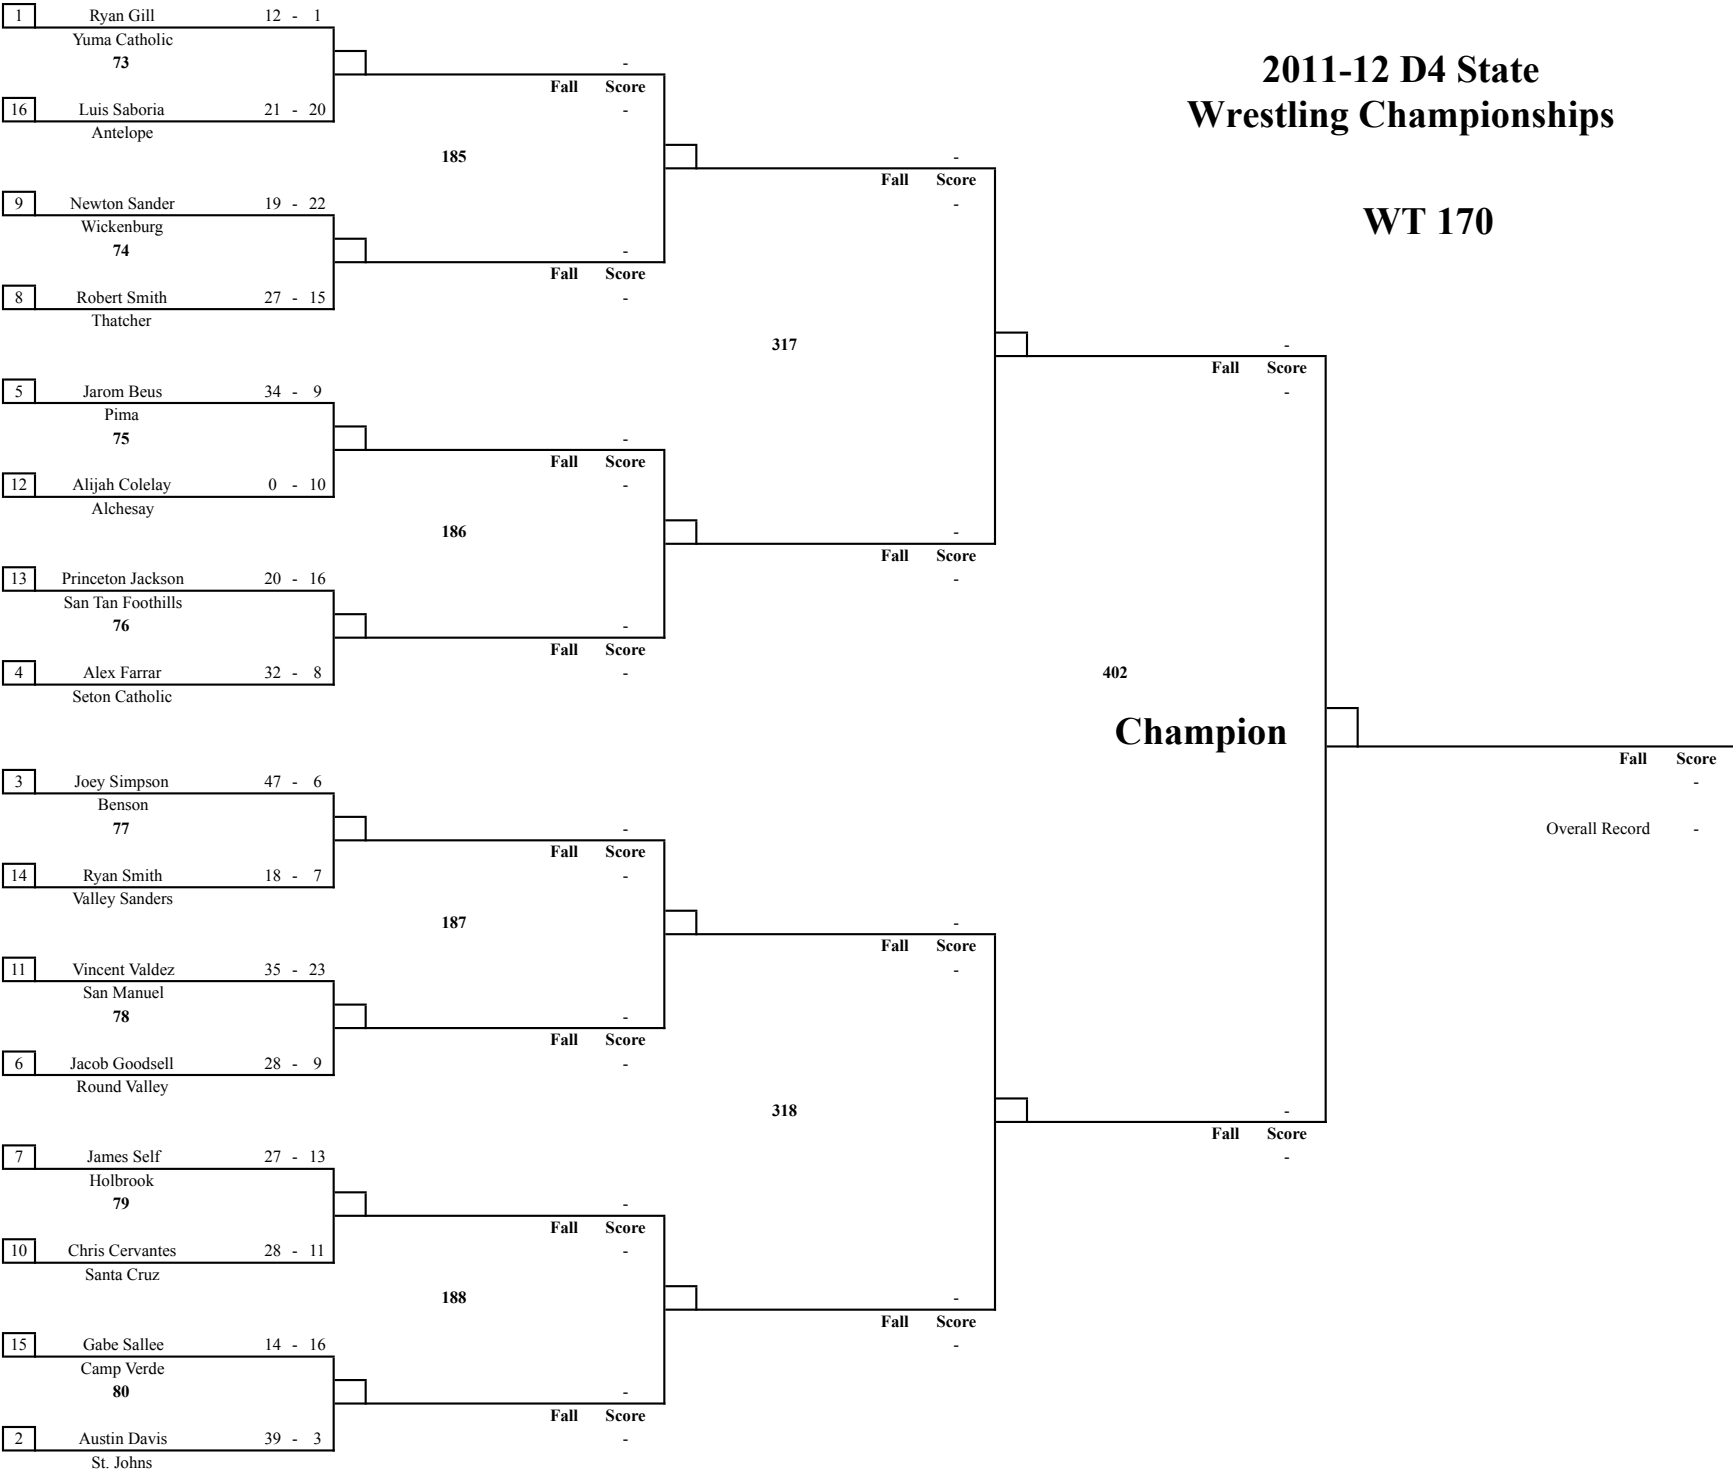 1 Ryan Gill 12 - 1
Yuma Catholic
73
16 Luis Saboria 21 - 20
Antelope
9 Newton Sander 19 - 22
Wickenburg
74
8 Robert Smith 27 - 15
Thatcher
5 Jarom Beus 34 - 9
Pima
75
12 Alijah Colelay 0 - 10
Alchesay
13 Princeton Jackson 20 - 16
San Tan Foothills
76
4 Alex Farrar 32 - 8
Seton Catholic
3 Joey Simpson 47 - 6
Benson
77
14 Ryan Smith 18 - 7
Valley Sanders
11 Vincent Valdez 35 - 23
San Manuel
78
6 Jacob Goodsell 28 - 9
Round Valley
7 James Self 27 - 13
Holbrook
79
10 Chris Cervantes 28 - 11
Santa Cruz
15 Gabe Sallee 14 - 16
Camp Verde
80
2 Austin Davis 39 - 3
St. Johns
-
Fall Score
-
185
-
Fall Score
-
-
Fall Score
-
186
-
Fall Score
-
-
Fall Score
-
187
-
Fall Score
-
-
Fall Score
-
188
-
Fall Score
-
-
Fall Score
-
317
-
Fall Score
-
-
Fall Score
-
318
-
Fall Score
-
2011-12 D4 State
Wrestling Championships
WT 170
-
Fall Score
-
402
Champion
-
Fall Score
-
Fall Score
-
Overall Record -